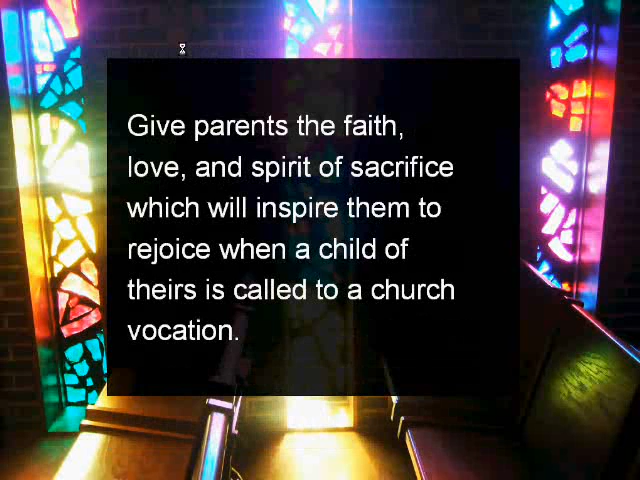 Give parents the faith,
love, and spirit of sacrifice
which will inspire them to
rejoice when a child of
theirs is called to a church
vocation.